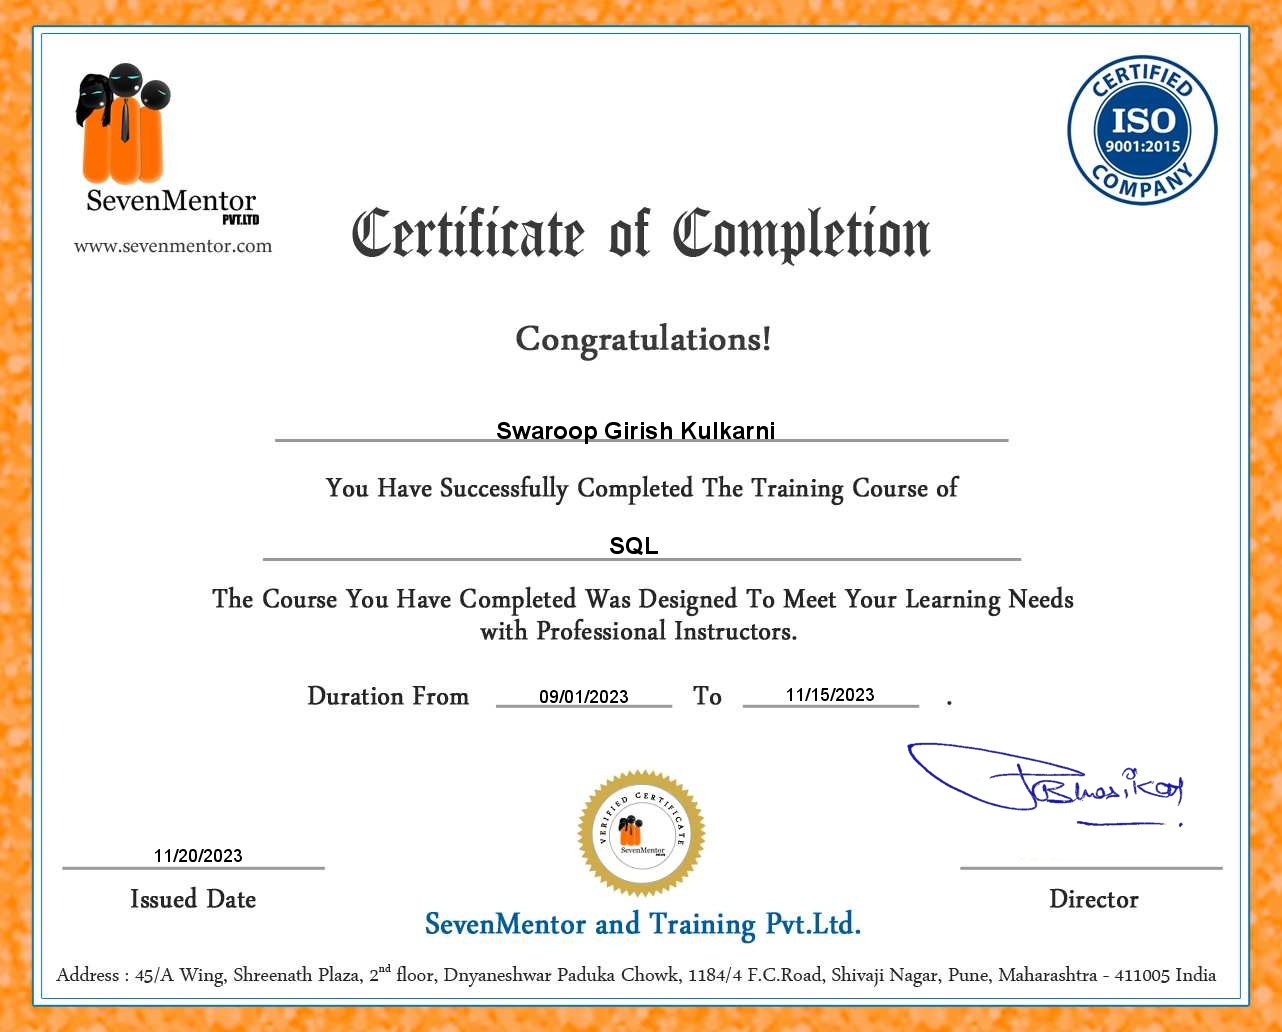 SevenMentor
PVT.LTD
www.sevenmentor.com
CERTIFIED
ISO
9001:2015
COMPANY
Certificate of Completion
Congratulations!
Swaroop Girish Kulkarni
You Have Successfully Completed The Training Course of
SQL
The Course You Have Completed Was Designed To Meet Your Learning Needs
with Professional Instructors.
Duration From 09/01/2023 To 11/15/2023 .
VERIFIED CERTIFICATE
SevenMentor
11/20/2023
Issued Date
Director
SevenMentor and Training Pvt.Ltd.
Address : 45/A Wing, Shreenath Plaza, 2nd floor, Dnyaneshwar Paduka Chowk, 1184/4 F.C.Road, Shivaji Nagar, Pune, Maharashtra - 411005 India